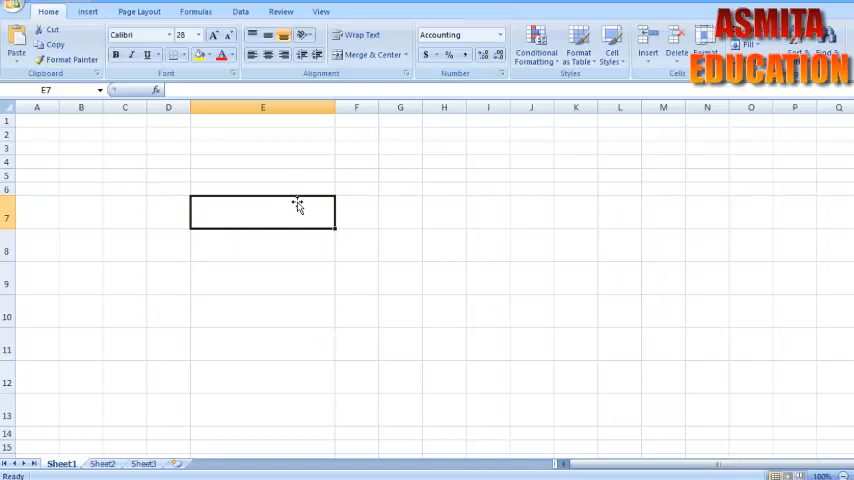 Home Insert Page Layout Formulas Data Review View
ASMITA
EDUCATION
Paste
Cut
Copy
Format Painter
Clipboard
Calibri 28 A A
B I U A
Font
Wrap Text
Merge & Center
Alignment
Accounting
$ % ,
Number
Conditional Formatting
Format as Table
Cell Styles
Styles
Insert Delete Format
Cells
Fill
E7 fx
A B C D E F G H I J K L M N O P Q
1
2
3
4
5
6
7
8
9
10
11
12
13
14
15
Sheet1 Sheet2 Sheet3
Ready
100%